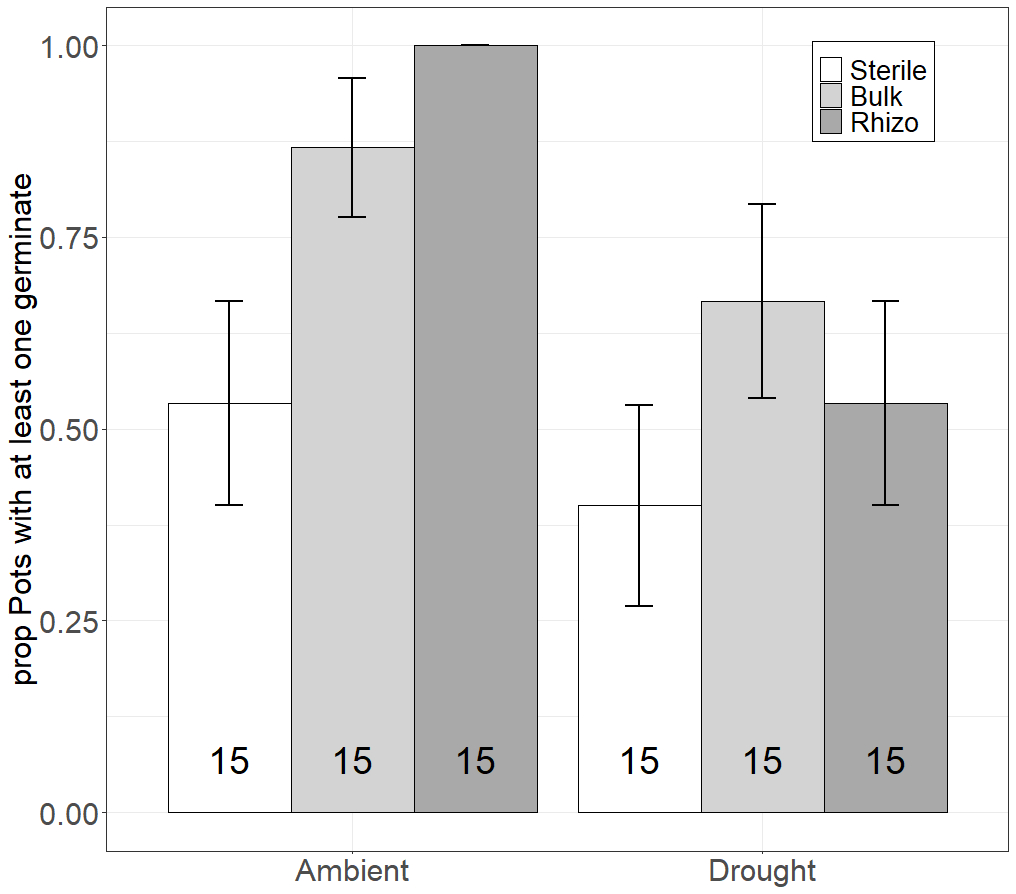 prop Pots with at least one germinate
1.00
0.75
0.50
0.25
0.00
Sterile
Bulk
Rhizo
15 15 15 15 15 15
Ambient Drought